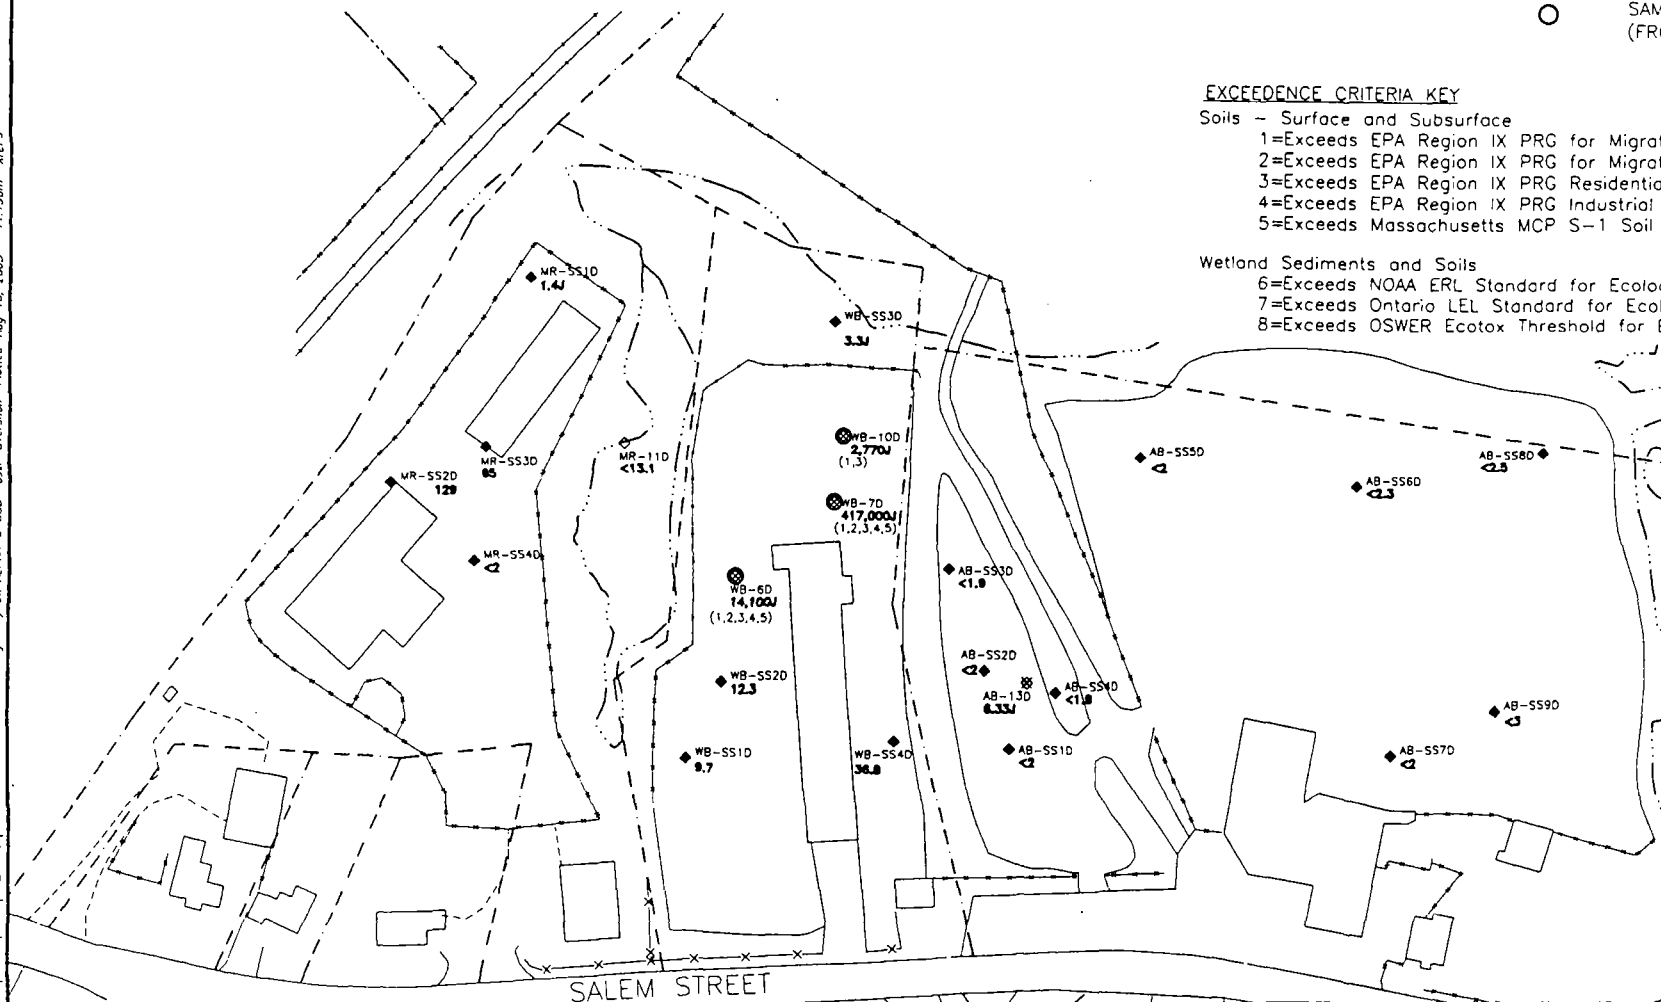 SAM
(FR
EXCEEDENCE CRITERIA KEY
Soils - Surface and Subsurface
1=Exceeds EPA Region IX PRG for Migrat
2=Exceeds EPA Region IX PRG for Migrat
3=Exceeds EPA Region IX PRG Residentia
4=Exceeds EPA Region IX PRG Industrial
5=Exceeds Massachusetts MCP S-1 Soil
Wetland Sediments and Soils
6=Exceeds NOAA ERL Standard for Ecolog
7=Exceeds Ontario LEL Standard for Ecol
8=Exceeds OSWER Ecotox Threshold for E
MR-SS1D
1.4J
WB-SS3D
3.3J
WB-10D
2,770J
(1,3)
MR-11D
<13.1
MR-SS3D
MR-SS2D
129
AB-SS5D
<2
AB-SS8D
<2.5
AB-SS6D
<2.3
WB-7D
417,000J
(1,2,3,4,5)
MR-SS4D
<2
AB-SS3D
<1.9
WB-6D
14,100J
(1,2,3,4,5)
AB-SS2D
<2
WB-SS2D
12.3
AB-13D
6.33J
AB-SS4D
AB-SS9D
<3
WB-SS1D
9.7
WB-SS4D
AB-SS1D
<2
AB-SS7D
<2
SALEM STREET